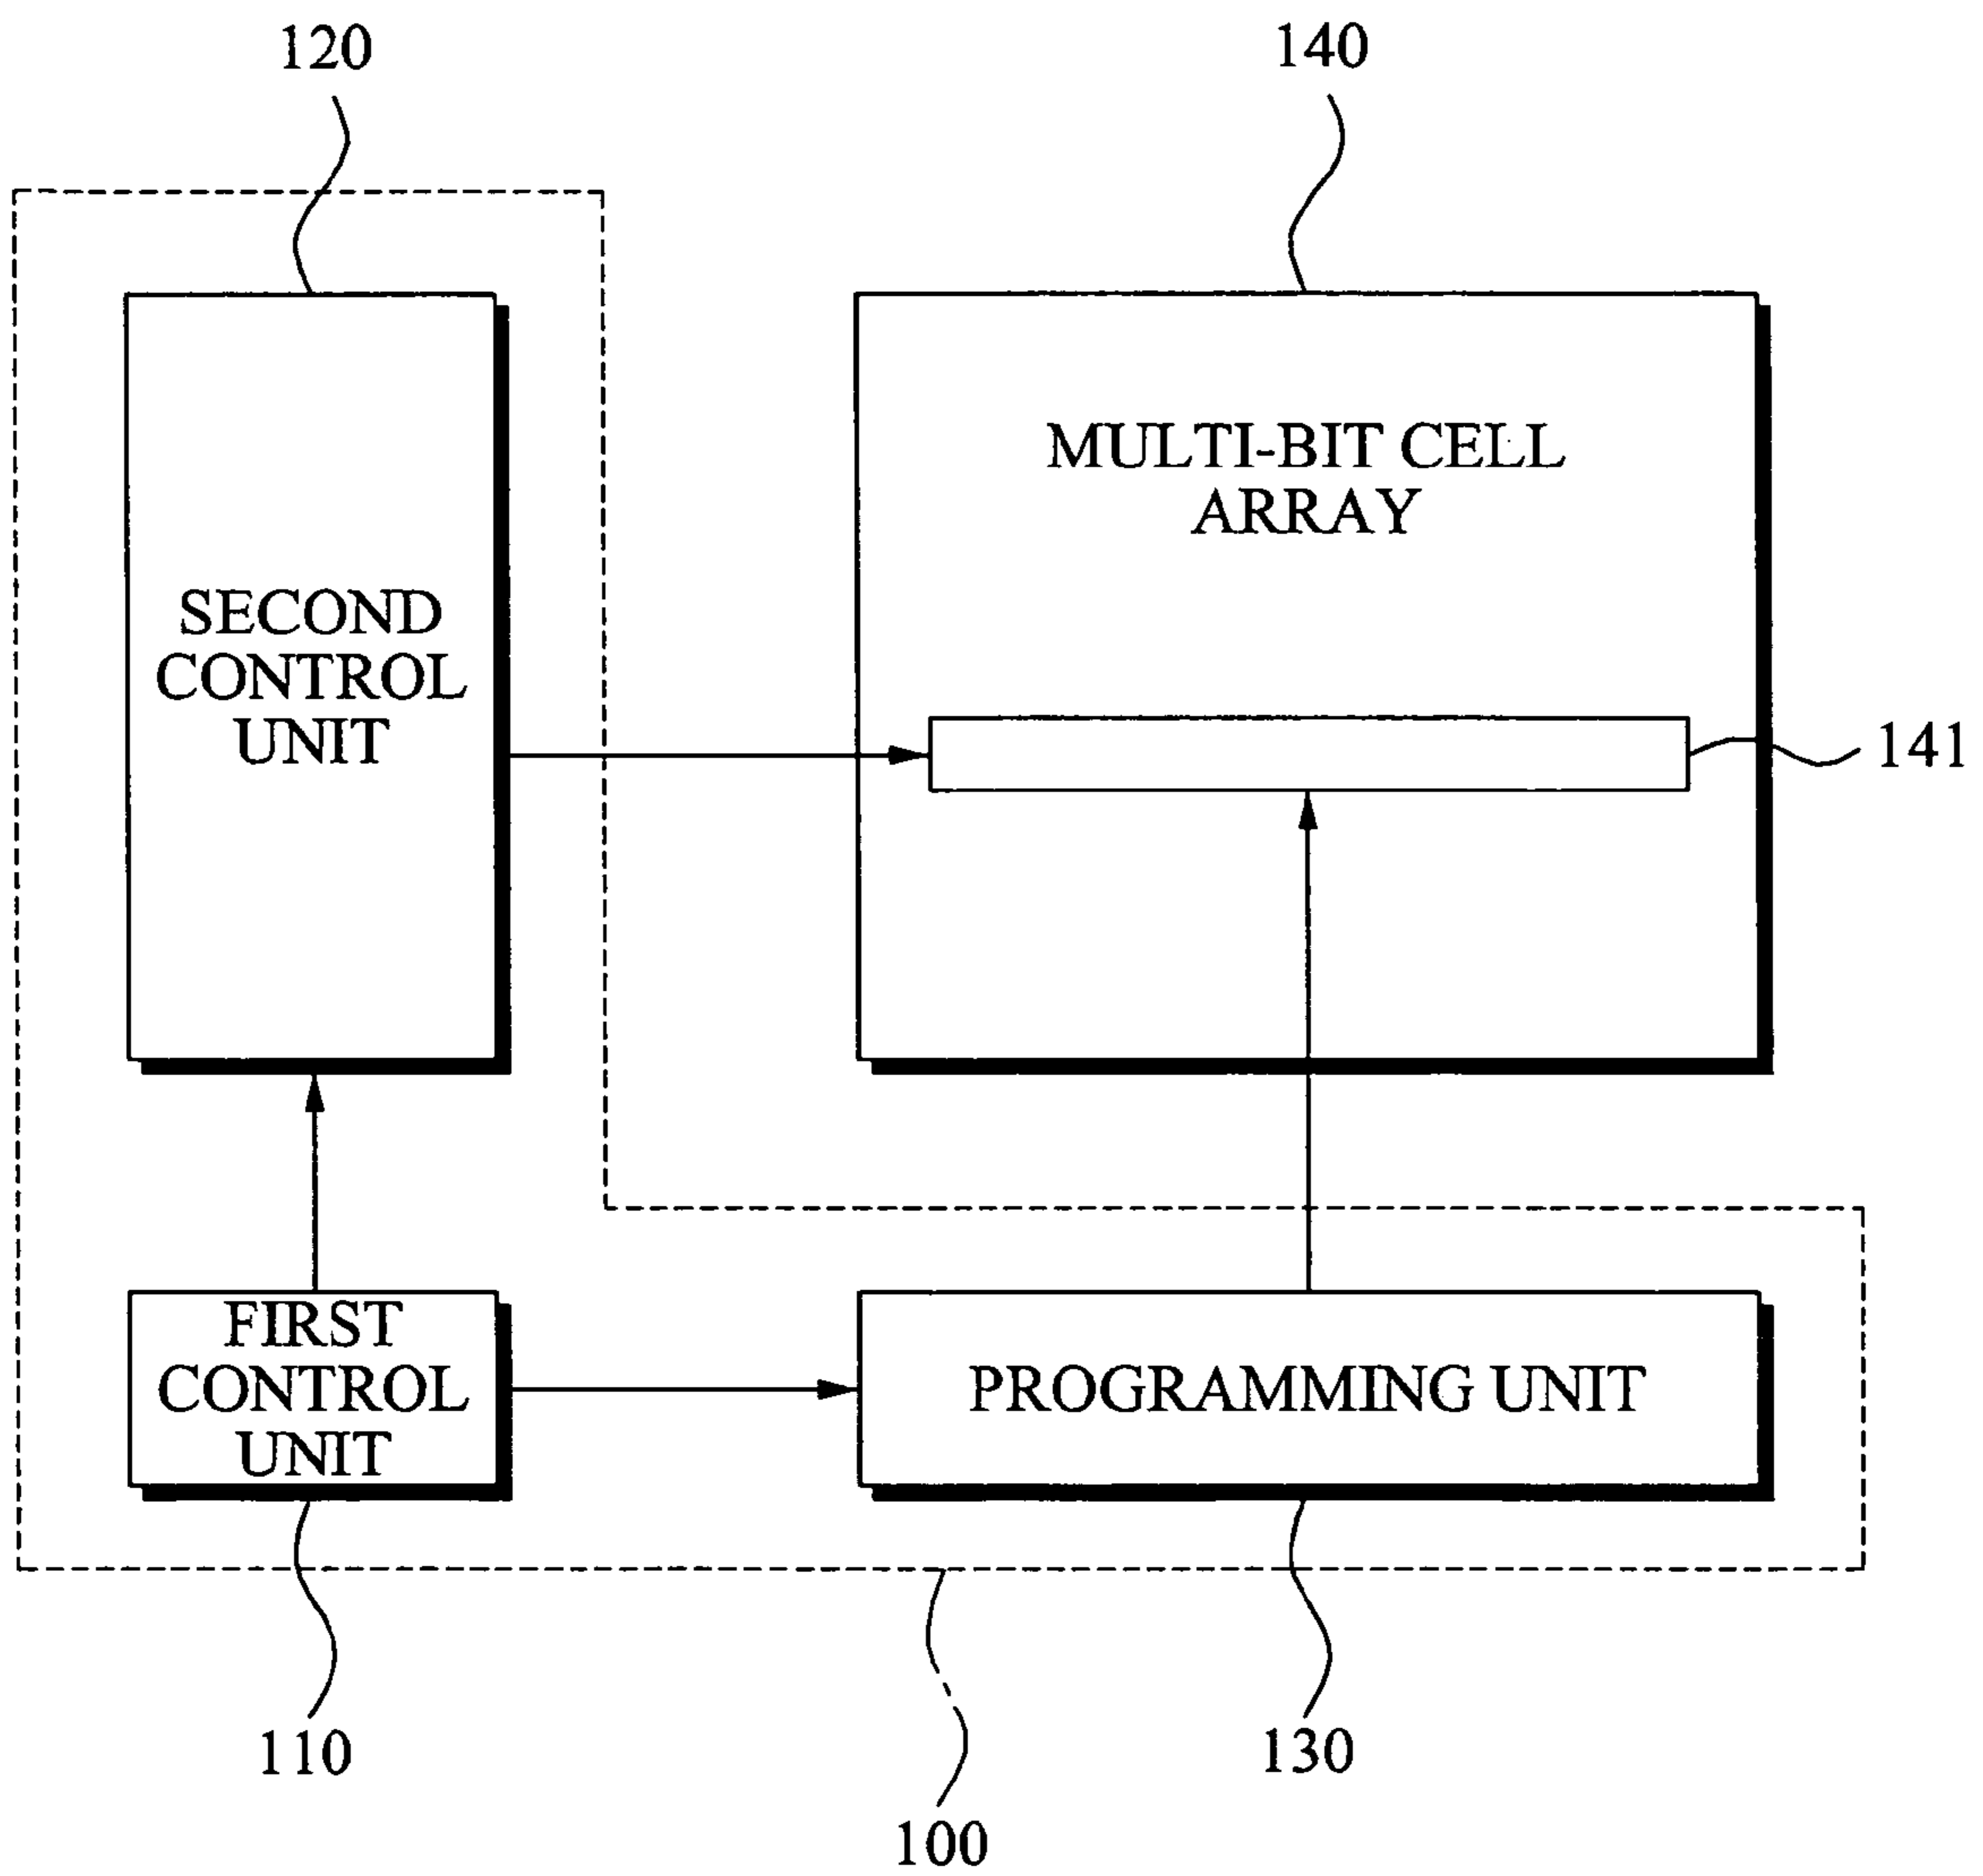 120
140
MULTI-BIT CELL
ARRAY
SECOND
CONTROL
UNIT
141
FIRST
CONTROL
UNIT
PROGRAMMING UNIT
110
130
100